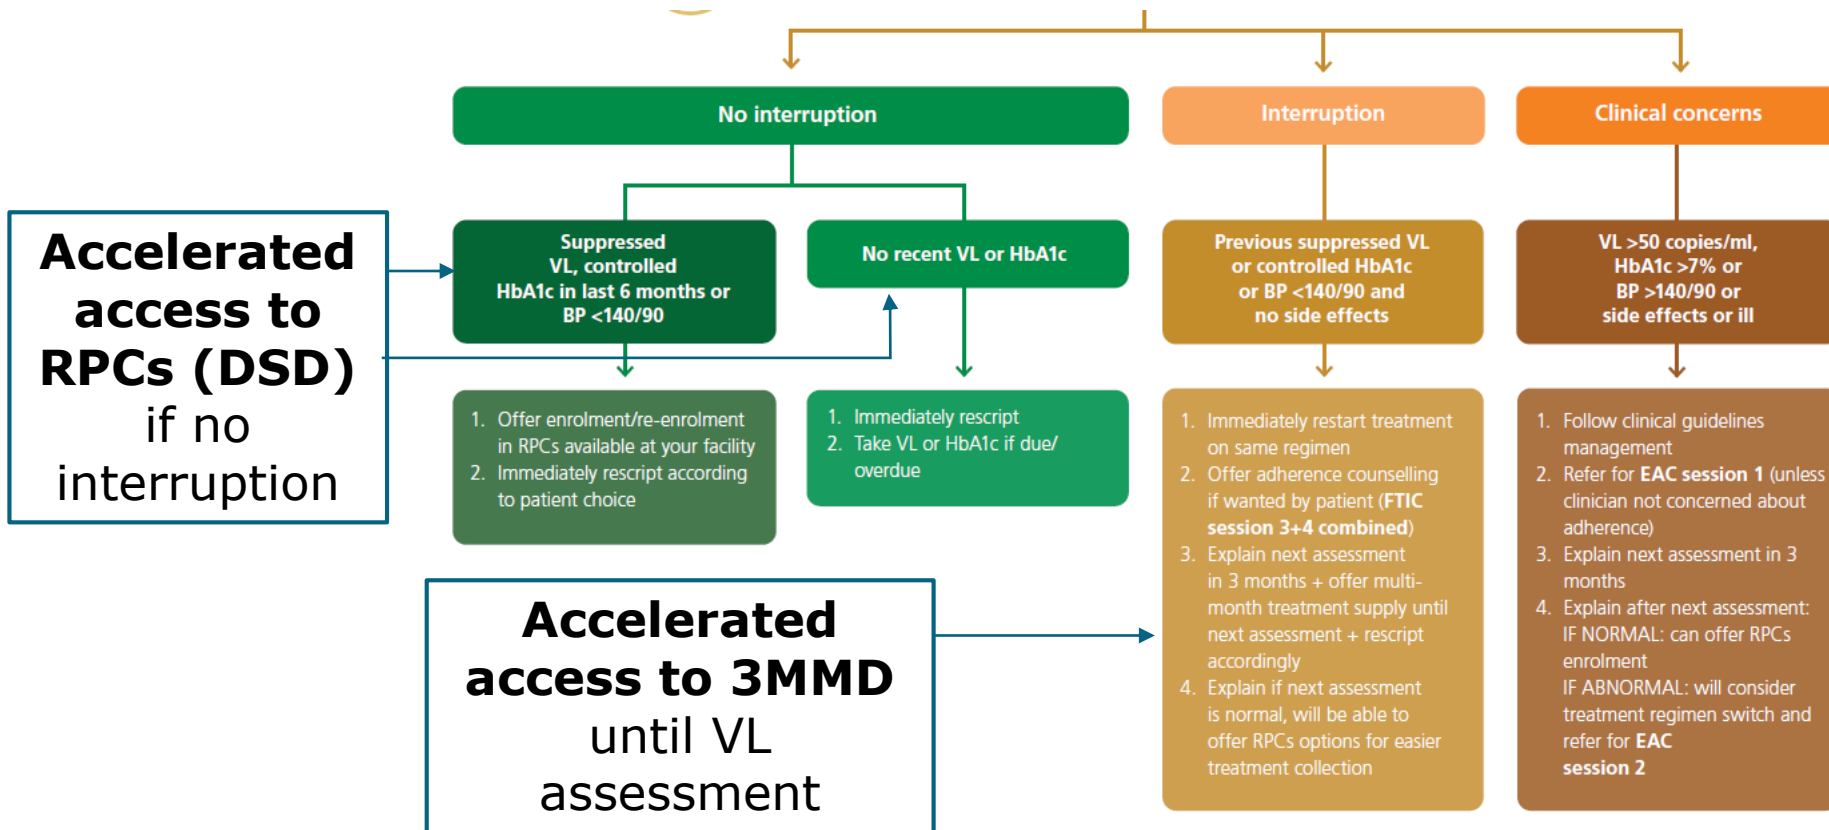 No interruption
Interruption
Clinical concerns
Accelerated
access to
RPCs (DSD)
if no
interruption
Suppressed
VL, controlled
HbA1c in last 6 months or
BP <140/90
No recent VL or HbA1c
Previous suppressed VL
or controlled HbA1c
or BP <140/90 and
no side effects
VL >50 copies/ml,
HbA1c >7% or
BP >140/90 or
side effects or ill
1. Offer enrolment/re-enrolment
in RPCs available at your facility
2. Immediately rescript according
to patient choice
1. Immediately rescript
2. Take VL or HbA1c if due/
overdue
1. Immediately restart treatment
on same regimen
2. Offer adherence counselling
if wanted by patient (FTIC
session 3+4 combined)
3. Explain next assessment
in 3 months + offer multi-
month treatment supply until
next assessment + rescript
accordingly
4. Explain if next assessment
is normal, will be able to
offer RPCs options for easier
treatment collection
1. Follow clinical guidelines
management
2. Refer for EAC session 1 (unless
clinician not concerned about
adherence)
3. Explain next assessment in 3
months
4. Explain after next assessment:
IF NORMAL: can offer RPCs
enrolment
IF ABNORMAL: will consider
treatment regimen switch and
refer for EAC
session 2
Accelerated
access to 3MMD
until VL
assessment